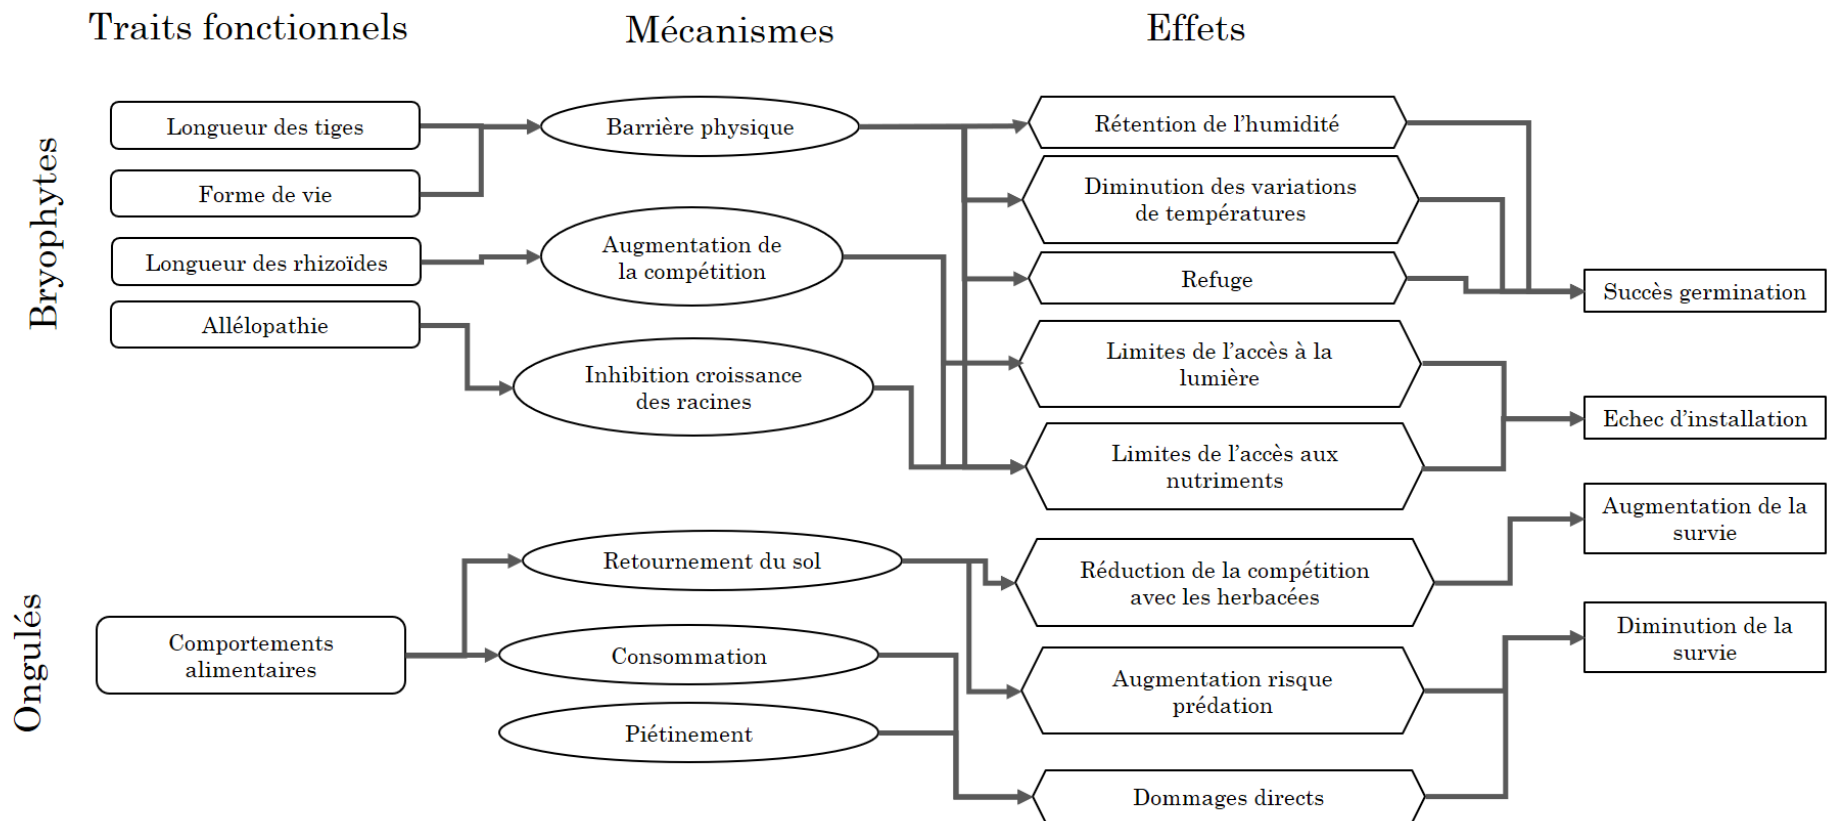 Traits fonctionnels
Mécanismes
Effets
Bryophytes
Longueur des tiges
Forme de vie
Longueur des rhizoïdes
Allélopathie
Barrière physique
Augmentation de
la compétition
Inhibition croissance
des racines
Rétention de l'humidité
Diminution des variations
de températures
Refuge
Limites de l'accès à la
lumière
Limites de l'accès aux
nutriments
Succès germination
Echec d'installation
Ongulés
Comportements
alimentaires
Retournement du sol
Consommation
Piétinement
Réduction de la compétition
avec les herbacées
Augmentation risque
prédation
Dommages directs
Augmentation de la
survie
Diminution de la
survie